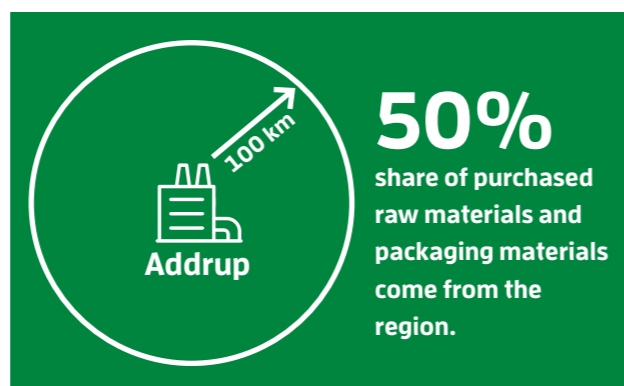 100 km
Addrup
50%
share of purchased
raw materials and
packaging materials
come from the
region.